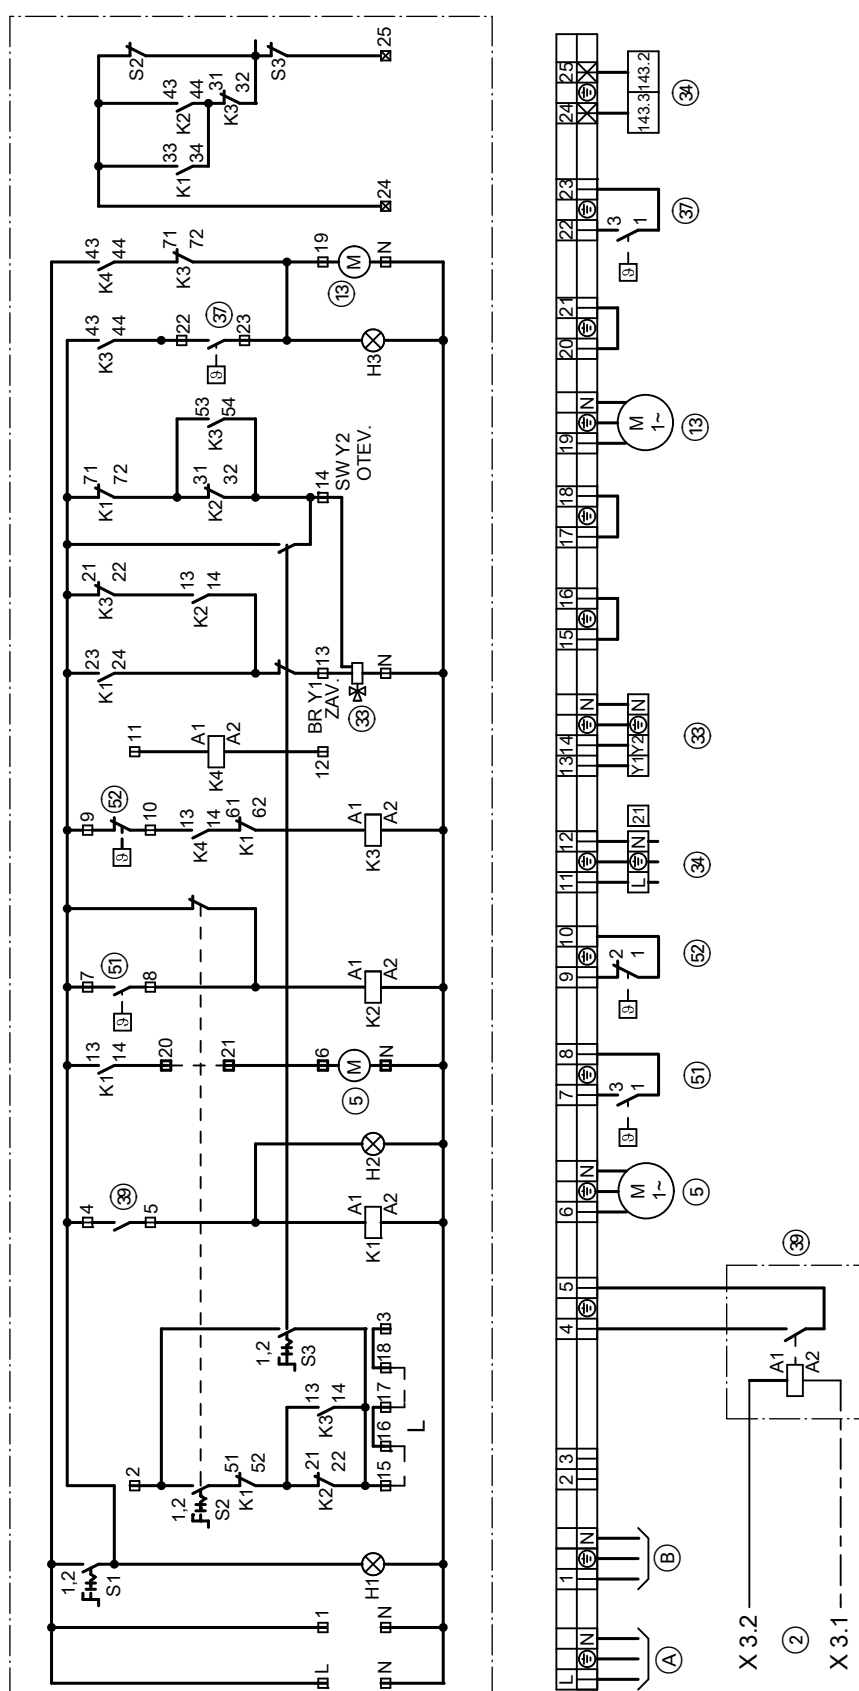 L
N
1
N
1,2
S1
H1
2
1,2
S2
51
52
K1
21
22
K2
13
14
K3
15
16
17
18
3
L
1,2
S3
4
39
5
A1
A2
K1
H2
13
14
K1
20
21
6
M
N
5
7
51
ϑ
8
A1
A2
K2
9
52
ϑ
10
13
14
K4
61
62
K1
A1
A2
K3
11
A1
A2
K4
12
23
24
K1
BR Y1
ZAV.
13
33
N
21
22
K3
13
14
K2
71
72
K1
31
32
K2
53
54
K3
14
SW Y2
OTEV.
43
44
K3
22
37
ϑ
23
H3
43
44
K4
71
72
K3
19
M
13
N
24
33
34
K1
43
44
K2
31
32
K3
S2
S3
25
L
N
A
1
N
B
2
3
4
5
39
A1
A2
X 3.2
2
X 3.1
6
N
M
1~
5
7
8
3
1
ϑ
51
9
10
2
1
ϑ
52
11
12
L
N
21
34
13
14
N
Y1
Y2
N
33
15
16
17
18
19
N
M
1~
13
20
21
22
23
3
1
ϑ
37
24
25
143.3
143.2
34